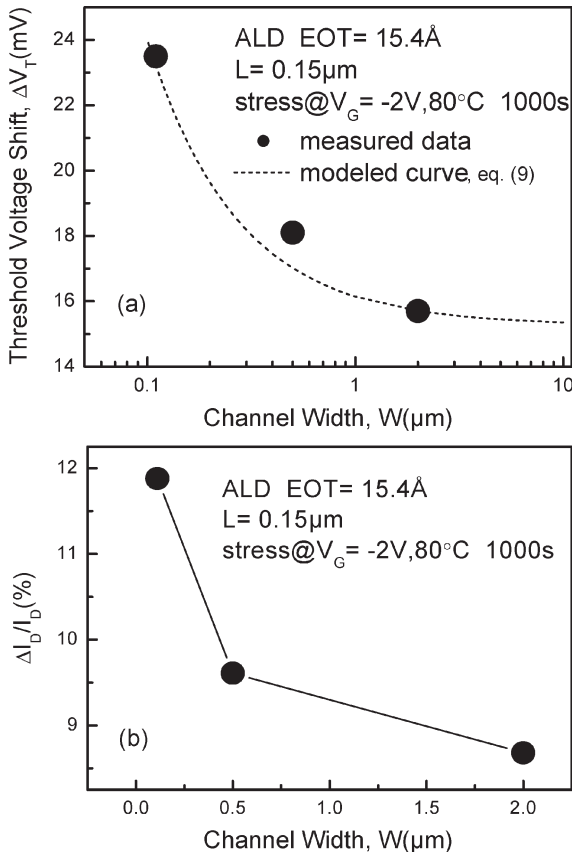 24
22
20
18
16
14
Threshold Voltage Shift, ΔV_T(mV)
ALD EOT= 15.4Å
L= 0.15μm
stress@V_G= -2V,80°C 1000s
measured data
modeled curve, eq. (9)
(a)
0.1 1 10
Channel Width, W(μm)
12
11
10
9
8
ΔI_D/I_D(%)
ALD EOT= 15.4Å
L= 0.15μm
stress@V_G= -2V,80°C 1000s
(b)
0.0 0.5 1.0 1.5 2.0
Channel Width, W(μm)